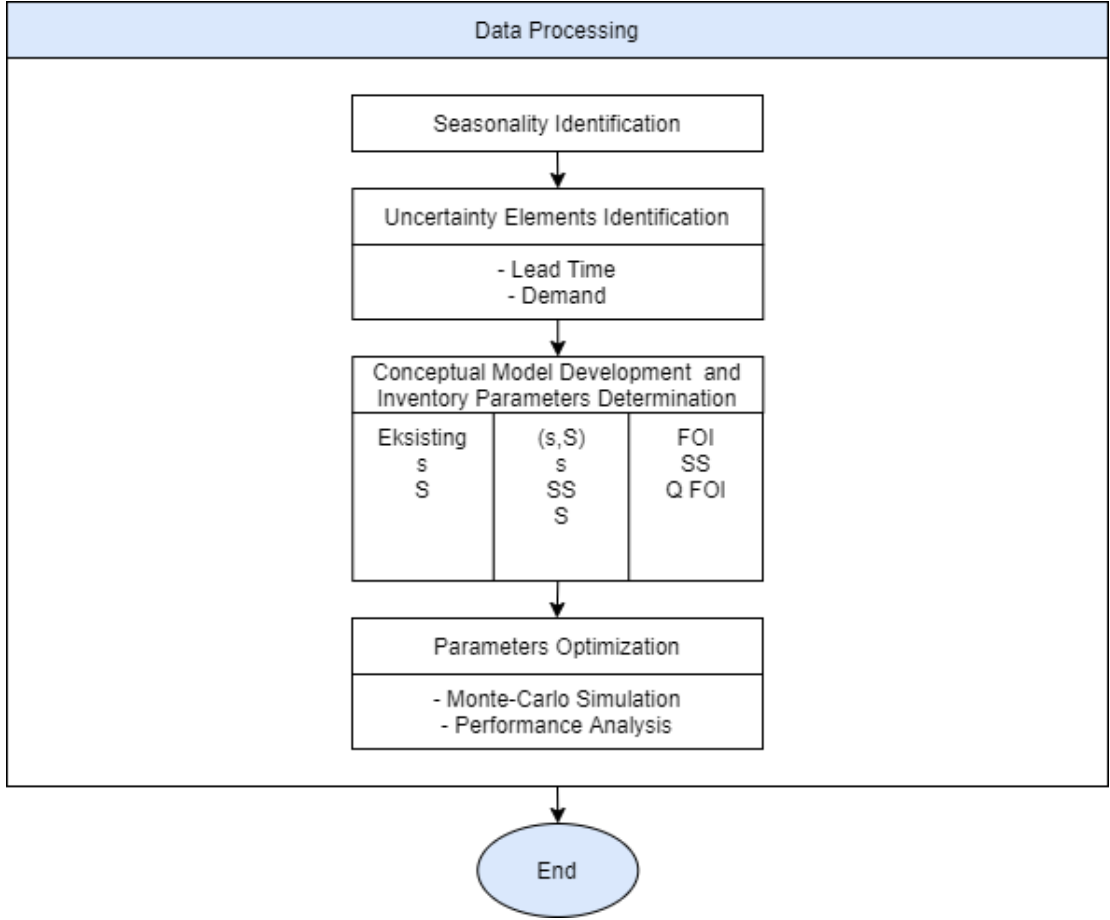 Data Processing
Seasonality Identification
Uncertainty Elements Identification
- Lead Time
- Demand
Conceptual Model Development and
Inventory Parameters Determination
Eksisting
s
S
(s,S)
s
SS
S
FOI
SS
Q FOI
Parameters Optimization
- Monte-Carlo Simulation
- Performance Analysis
End